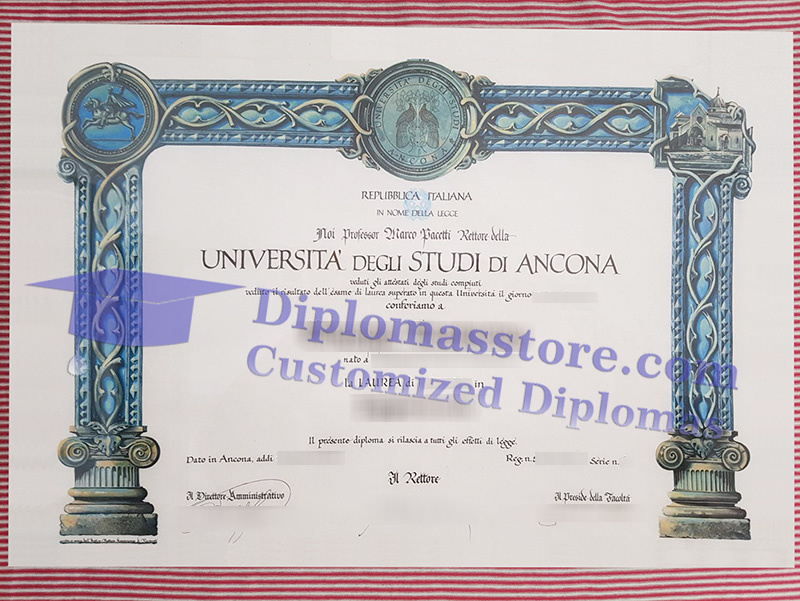 UNIVERSITA' DEGLI STUDI
ANCONA
REPUBBLICA ITALIANA
IN NOME DELLA LEGGE
Noi Professor Marco Pacetti Rettore della
UNIVERSITA' DEGLI STUDI DI ANCONA
veduti gli attestati degli studi compiuti
veduto il risultato dell'esame di laurea superato in questa Università il giorno
conferiamo a
Diplomasstore.com
nato a
Customized Diplomas
la LAUREA di in
Il presente diploma si rilascia a tutti gli effetti di legge.
Dato in Ancona, addì Reg. n. Serie n.
Il Rettore
Il Direttore Amministrativo Il Preside della Facoltà